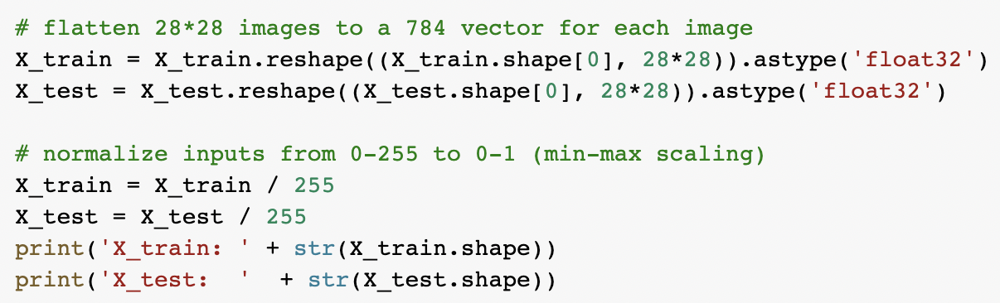 # flatten 28*28 images to a 784 vector for each image
X_train = X_train.reshape((X_train.shape[0], 28*28)).astype('float32')
X_test = X_test.reshape((X_test.shape[0], 28*28)).astype('float32')

# normalize inputs from 0-255 to 0-1 (min-max scaling)
X_train = X_train / 255
X_test = X_test / 255
print('X_train: ' + str(X_train.shape))
print('X_test:  '  + str(X_test.shape))